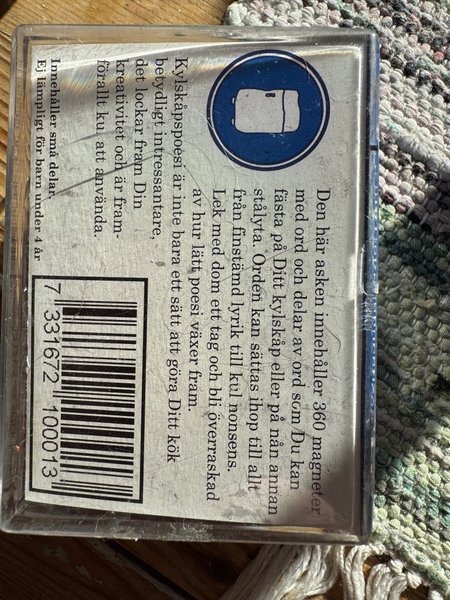 Den här asken innehåller 360 magneter
med ord och delar av ord som Du kan
fästa på Ditt kylskåp eller på nån annan
stålyta. Orden kan sättas ihop till allt
från finstämd lyrik till kul nonsens.
Lek med dom ett tag och bli överraskad
av hur lätt poesi växer fram.
Kylskåpspoesi är inte bara ett sätt att göra Ditt kök
betydligt intressantare,
det lockar fram Din
kreativitet och är fram-
förallt kul att använda.
Innehåller små delar.
Ej lämpligt för barn under 4 år
7 331672 100013